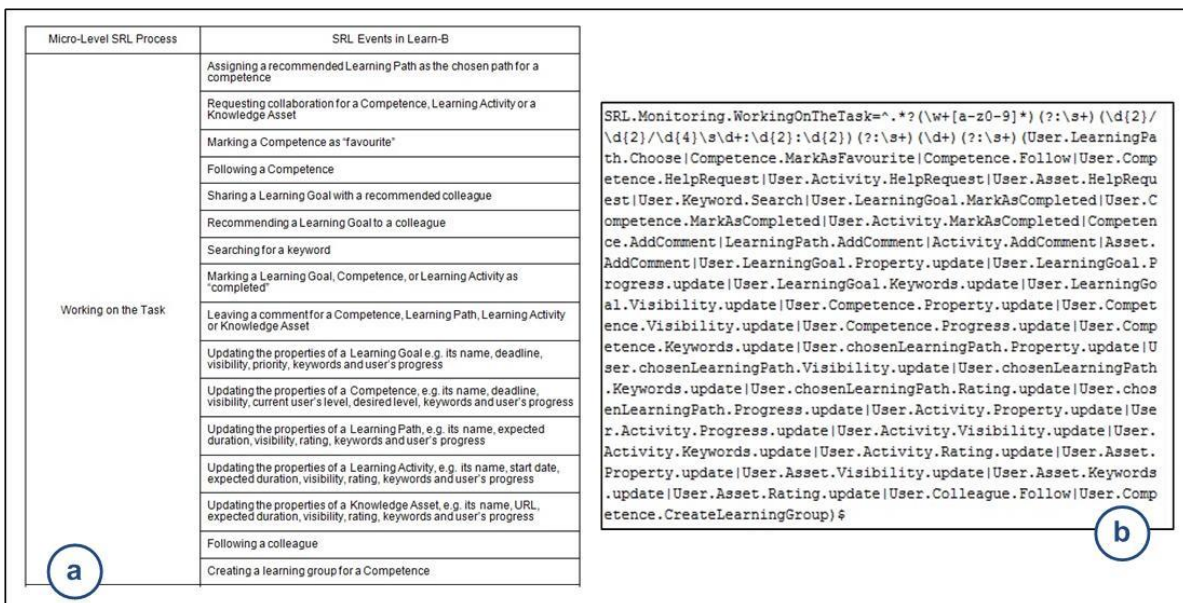 Micro-Level SRL Process
SRL Events in Learn-B
Working on the Task
Assigning a recommended Learning Path as the chosen path for a
competence
Requesting collaboration for a Competence, Learning Activity or a
Knowledge Asset
Marking a Competence as "favourite"
Following a Competence
Sharing a Learning Goal with a recommended colleague
Recommending a Learning Goal to a colleague
Searching for a keyword
Marking a Learning Goal, Competence, or Learning Activity as
"completed"
Leaving a comment for a Competence, Learning Path, Learning Activity
or Knowledge Asset
Updating the properties of a Learning Goal e.g. its name, deadline,
visibility, priority, keywords and user's progress
Updating the properties of a Competence, e.g. its name, deadline,
visibility, current user's level, desired level, keywords and user's progress
Updating the properties of a Learning Path, e.g. its name, expected
duration, visibility, rating, keywords and user's progress
Updating the properties of a Learning Activity, e.g. its name, start date,
expected duration, visibility, rating, keywords and user's progress
Updating the properties of a Knowledge Asset, e.g. its name, URL,
expected duration, visibility, rating, keywords and user's progress
Following a colleague
Creating a learning group for a Competence
a
SRL.Monitoring.WorkingOnTheTask=^.*?(\w+[a-z0-9]*)(?:\s+)(\d{2}/
\d{2}/\d{4}\s\d+:\d{2}:\d{2})(?:\s+)(\d+)(?:\s+)(User.LearningPa
th.Choose|Competence.MarkAsFavourite|Competence.Follow|User.Comp
etence.HelpRequest|User.Activity.HelpRequest|User.Asset.HelpRequ
est|User.Keyword.Search|User.LearningGoal.MarkAsCompleted|User.C
ompetence.MarkAsCompleted|User.Activity.MarkAsCompleted|Competen
ce.AddComment|LearningPath.AddComment|Activity.AddComment|Asset.
AddComment|User.LearningGoal.Property.update|User.LearningGoal.P
rogress.update|User.LearningGoal.Keywords.update|User.LearningGo
al.Visibility.update|User.Competence.Property.update|User.Compet
ence.Visibility.update|User.Competence.Progress.update|User.Comp
etence.Keywords.update|User.chosenLearningPath.Property.update|U
ser.chosenLearningPath.Visibility.update|User.chosenLearningPath
.Keywords.update|User.chosenLearningPath.Rating.update|User.chos
enLearningPath.Progress.update|User.Activity.Property.update|Use
r.Activity.Progress.update|User.Activity.Visibility.update|User.
Activity.Keywords.update|User.Activity.Rating.update|User.Asset.
Property.update|User.Asset.Visibility.update|User.Asset.Keywords
.update|User.Asset.Rating.update|User.Colleague.Follow|User.Comp
etence.CreateLearningGroup)$
b